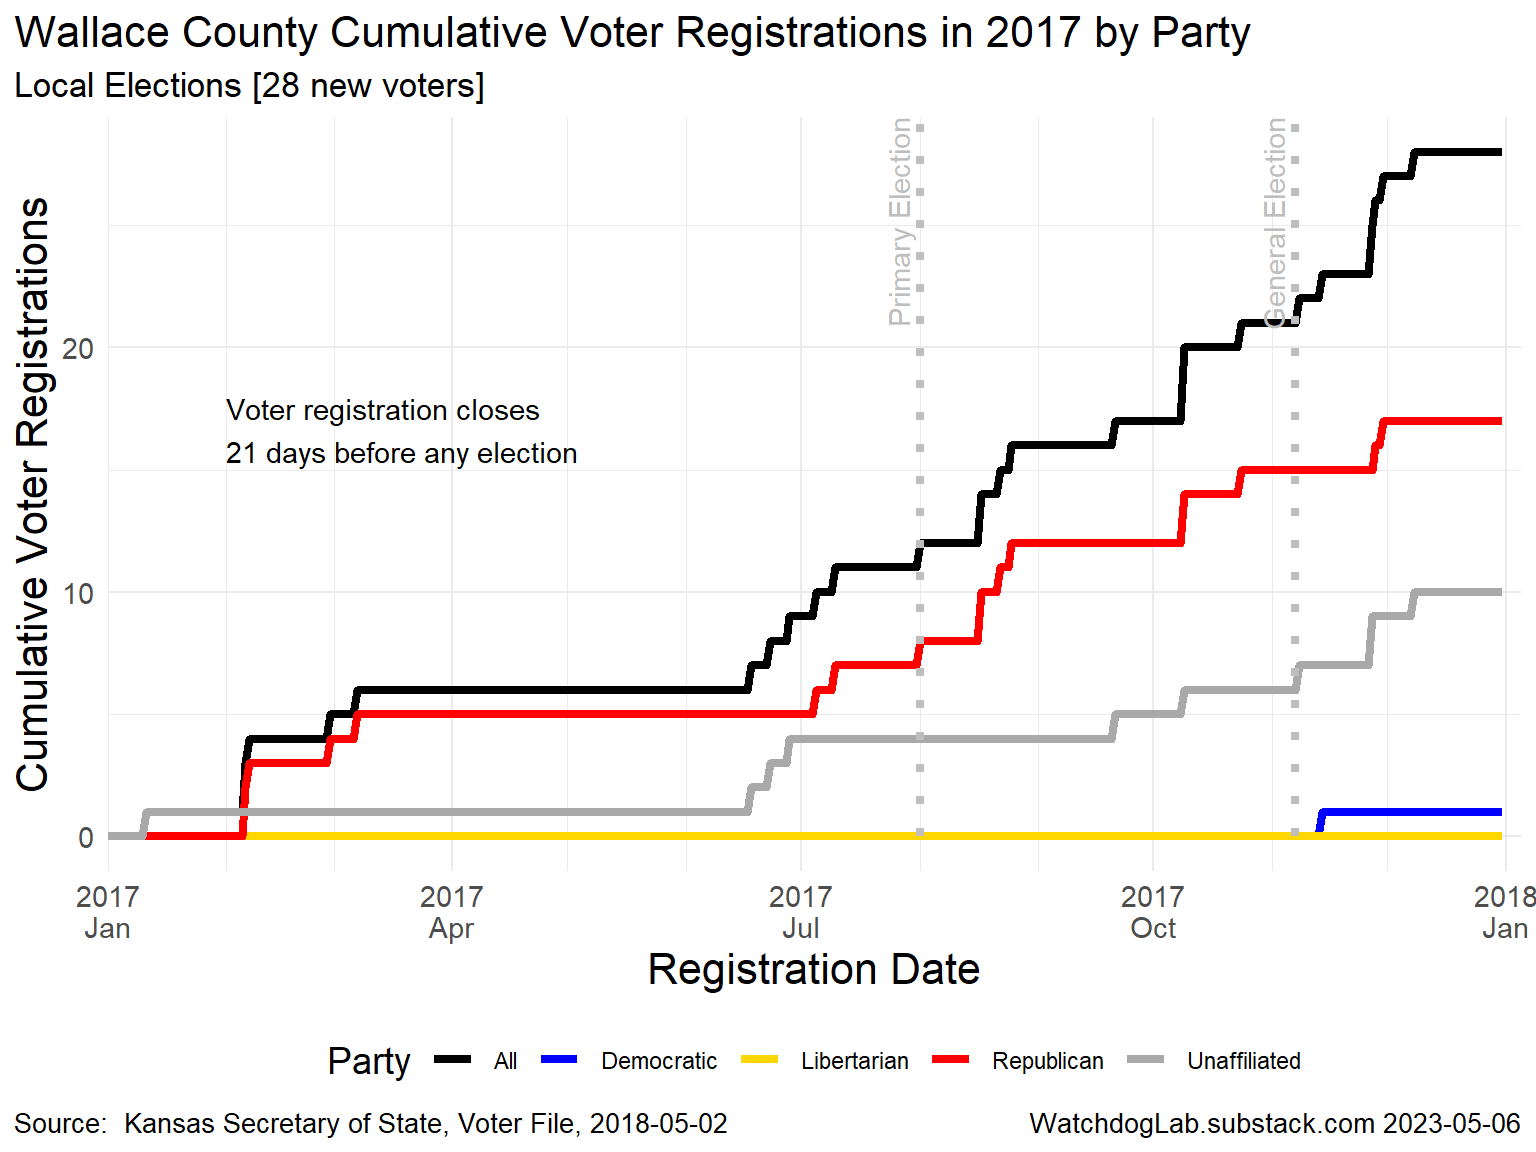 Wallace County Cumulative Voter Registrations in 2017 by Party
Local Elections [28 new voters]
Cumulative Voter Registrations
20
10
0
Voter registration closes
21 days before any election
Primary Election
General Election
2017
Jan
2017
Apr
2017
Jul
2017
Oct
2018
Jan
Registration Date
Party
All
Democratic
Libertarian
Republican
Unaffiliated
Source:  Kansas Secretary of State, Voter File, 2018-05-02
WatchdogLab.substack.com 2023-05-06